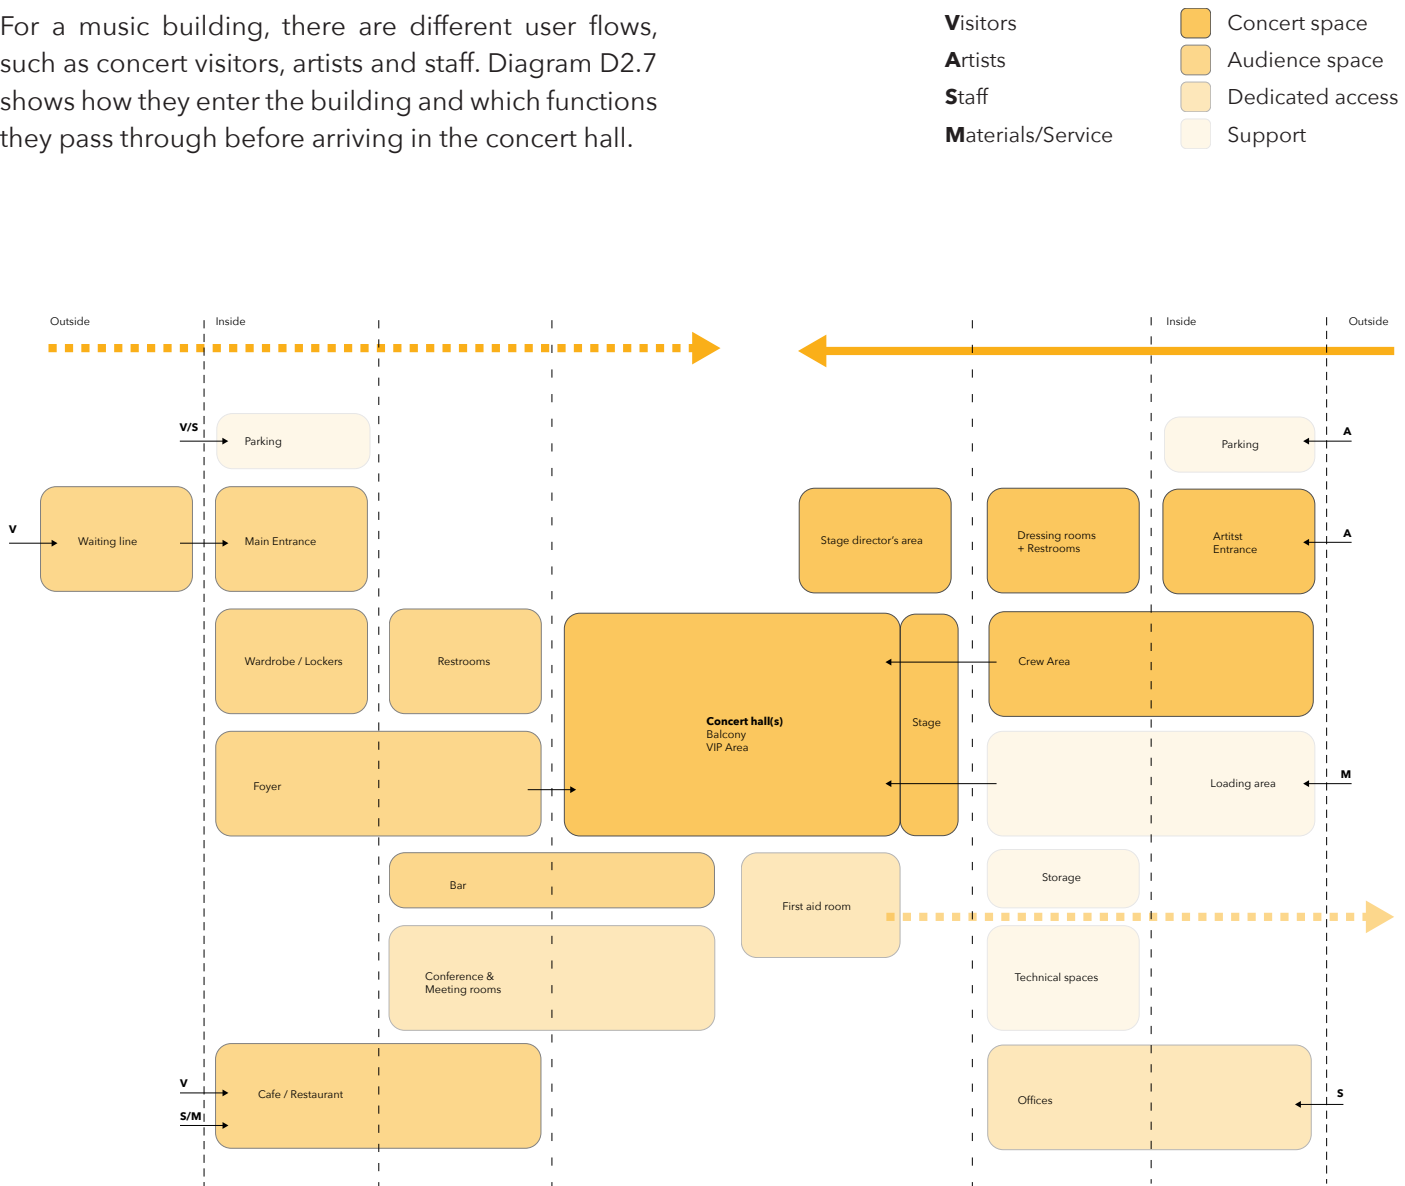 For a music building, there are different user flows,
such as concert visitors, artists and staff. Diagram D2.7
shows how they enter the building and which functions
they pass through before arriving in the concert hall.
Visitors
Artists
Staff
Materials/Service
Concert space
Audience space
Dedicated access
Support
Outside
Inside
Inside
Outside
V/S
Parking
Parking
A
V
Waiting line
Main Entrance
Stage director's area
Dressing rooms
+ Restrooms
Artitst
Entrance
A
Wardrobe / Lockers
Restrooms
Crew Area
Concert hall(s)
Balcony
VIP Area
Stage
Foyer
Loading area
M
Bar
First aid room
Storage
Conference &
Meeting rooms
Technical spaces
V
S/M
Cafe / Restaurant
Offices
S